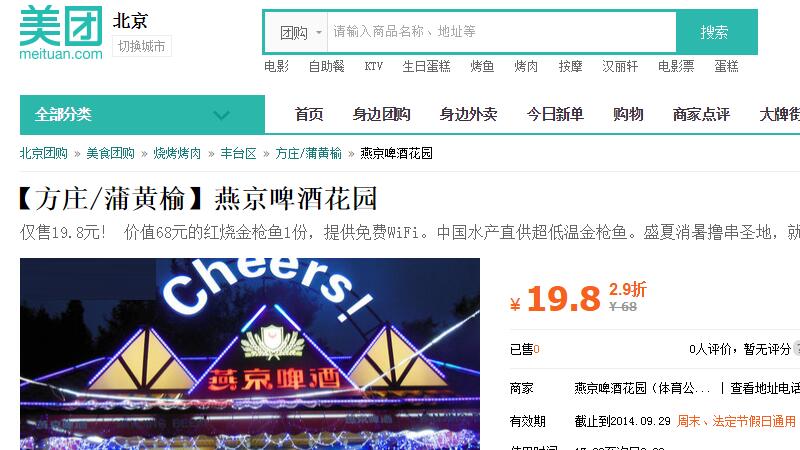 美团
北京
meituan.com
切换城市
团购
请输入商品名称、地址等
搜索
电影 自助餐 KTV 生日蛋糕 烤鱼 烤肉 按摩 汉丽轩 电影票 蛋糕
全部分类
首页 身边团购 身边外卖 今日新单 购物 商家点评 大牌街
北京团购 » 美食团购 » 烧烤烤肉 » 丰台区 » 方庄/蒲黄榆 » 燕京啤酒花园
【方庄/蒲黄榆】燕京啤酒花园
仅售19.8元! 价值68元的红烧金枪鱼1份，提供免费WiFi。中国水产直供超低温金枪鱼。盛夏消暑撸串圣地，就
Cheers!
燕京啤酒
¥19.8 2.9折
¥68
已售0
0人评价，暂无评分
商家 燕京啤酒花园（体育公... | 查看地址电话
有效期 截止到2014.09.29 周末、法定节假日通用